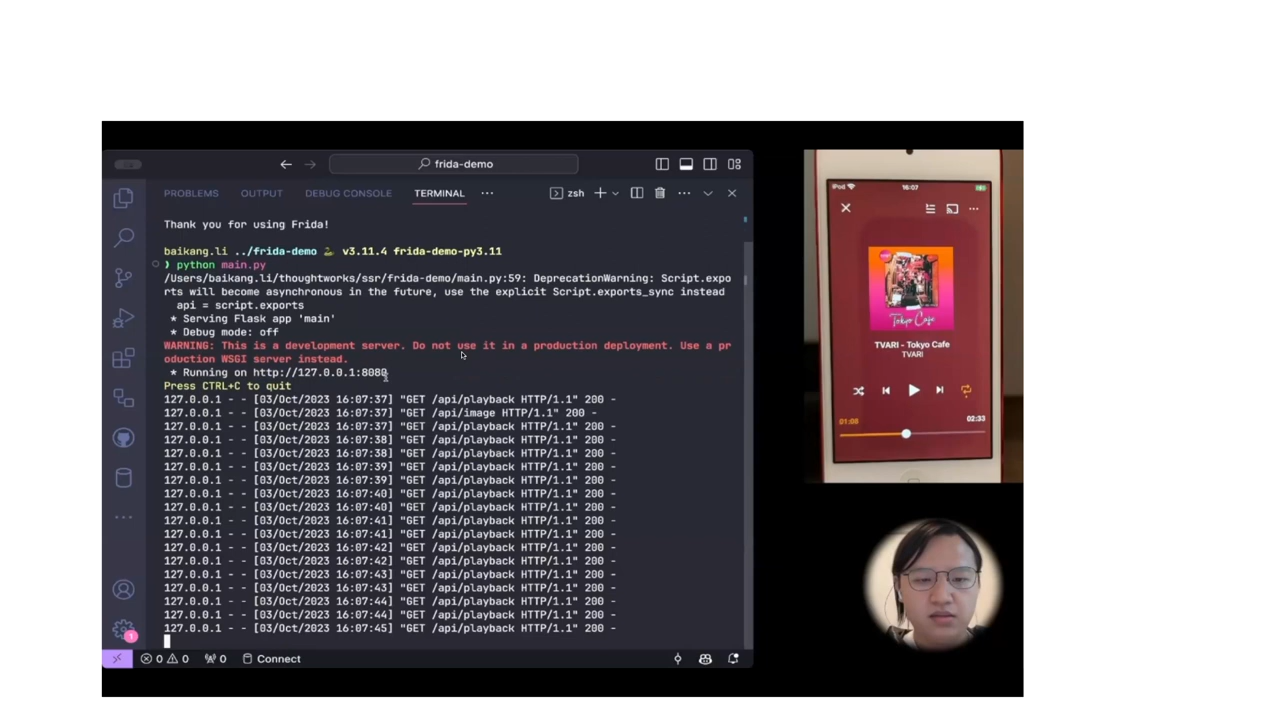 frida-demo
PROBLEMS OUTPUT DEBUG CONSOLE TERMINAL ··· zsh
Thank you for using Frida!
baikang.li ../frida-demo 🐍 v3.11.4 frida-demo-py3.11
❯ python main.py
/Users/baikang.li/thoughtworks/ssr/frida-demo/main.py:59: DeprecationWarning: Script.expo
rts will become asynchronous in the future, use the explicit Script.exports_sync instead
api = script.exports
* Serving Flask app 'main'
* Debug mode: off
WARNING: This is a development server. Do not use it in a production deployment. Use a pr
oduction WSGI server instead.
* Running on http://127.0.0.1:8080
Press CTRL+C to quit
127.0.0.1 - - [03/Oct/2023 16:07:37] "GET /api/playback HTTP/1.1" 200 -
127.0.0.1 - - [03/Oct/2023 16:07:37] "GET /api/image HTTP/1.1" 200 -
127.0.0.1 - - [03/Oct/2023 16:07:37] "GET /api/playback HTTP/1.1" 200 -
127.0.0.1 - - [03/Oct/2023 16:07:38] "GET /api/playback HTTP/1.1" 200 -
127.0.0.1 - - [03/Oct/2023 16:07:38] "GET /api/playback HTTP/1.1" 200 -
127.0.0.1 - - [03/Oct/2023 16:07:39] "GET /api/playback HTTP/1.1" 200 -
127.0.0.1 - - [03/Oct/2023 16:07:39] "GET /api/playback HTTP/1.1" 200 -
127.0.0.1 - - [03/Oct/2023 16:07:40] "GET /api/playback HTTP/1.1" 200 -
127.0.0.1 - - [03/Oct/2023 16:07:40] "GET /api/playback HTTP/1.1" 200 -
127.0.0.1 - - [03/Oct/2023 16:07:41] "GET /api/playback HTTP/1.1" 200 -
127.0.0.1 - - [03/Oct/2023 16:07:41] "GET /api/playback HTTP/1.1" 200 -
127.0.0.1 - - [03/Oct/2023 16:07:42] "GET /api/playback HTTP/1.1" 200 -
127.0.0.1 - - [03/Oct/2023 16:07:42] "GET /api/playback HTTP/1.1" 200 -
127.0.0.1 - - [03/Oct/2023 16:07:43] "GET /api/playback HTTP/1.1" 200 -
127.0.0.1 - - [03/Oct/2023 16:07:43] "GET /api/playback HTTP/1.1" 200 -
127.0.0.1 - - [03/Oct/2023 16:07:44] "GET /api/playback HTTP/1.1" 200 -
127.0.0.1 - - [03/Oct/2023 16:07:44] "GET /api/playback HTTP/1.1" 200 -
127.0.0.1 - - [03/Oct/2023 16:07:45] "GET /api/playback HTTP/1.1" 200 -
1
0 0 0 Connect
iPod 16:07
Tokyo Cafe
TVARI - Tokyo Cafe
TVARI
01:08 02:33